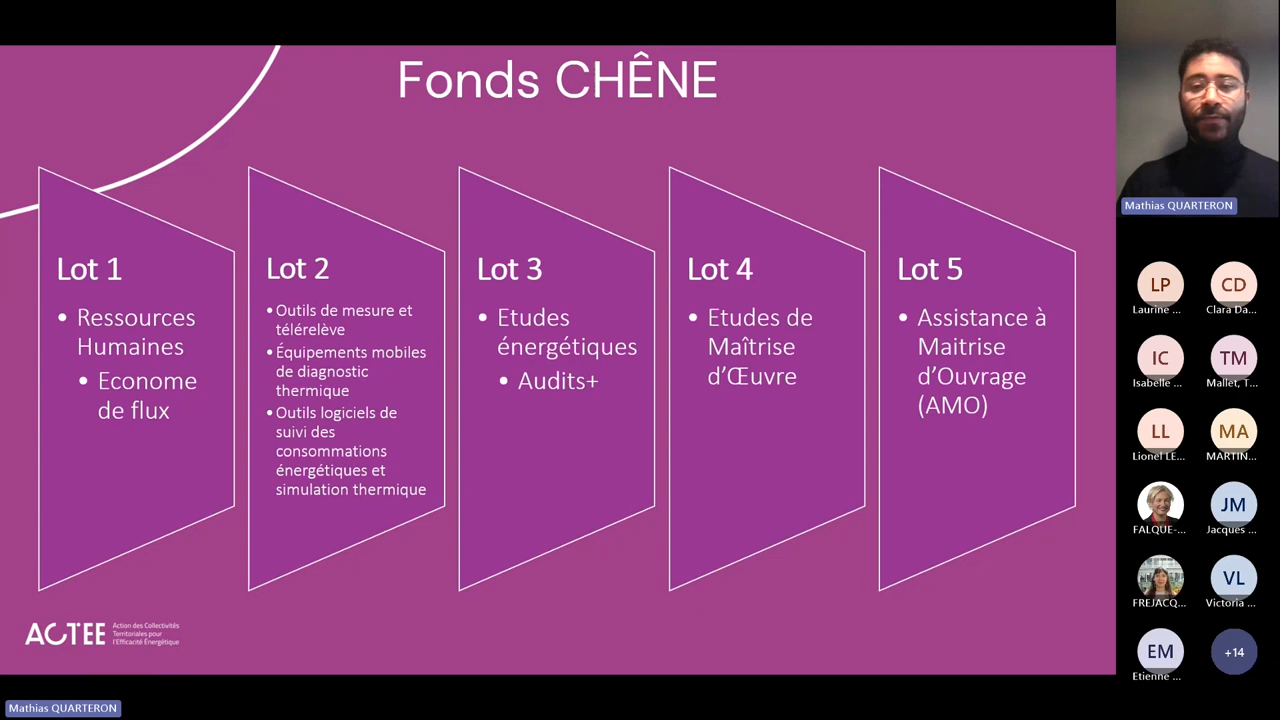 Fonds CHÊNE
Lot 1
• Ressources
Humaines
• Econome
de flux
Lot 2
• Outils de mesure et
télérelève
• Équipements mobiles
de diagnostic
thermique
• Outils logiciels de
suivi des
consommations
énergétiques et
simulation thermique
Lot 3
• Etudes
énergétiques
• Audits+
Lot 4
• Etudes de
Maîtrise
d’Œuvre
Lot 5
• Assistance à
Maitrise
d’Ouvrage
(AMO)
ACTEE
Action des Collectivités
Territoriales pour
l'Efficacité Énergétique
Mathias QUARTERON
Mathias QUARTERON
LP
Laurine ...
CD
Clara Da...
IC
Isabelle ...
TM
Mallet, T...
LL
Lionel LE...
MA
MARTIN...
FALQUE-...
JM
Jacques ...
FREJACQ...
VL
Victoria ...
EM
Etienne ...
+14